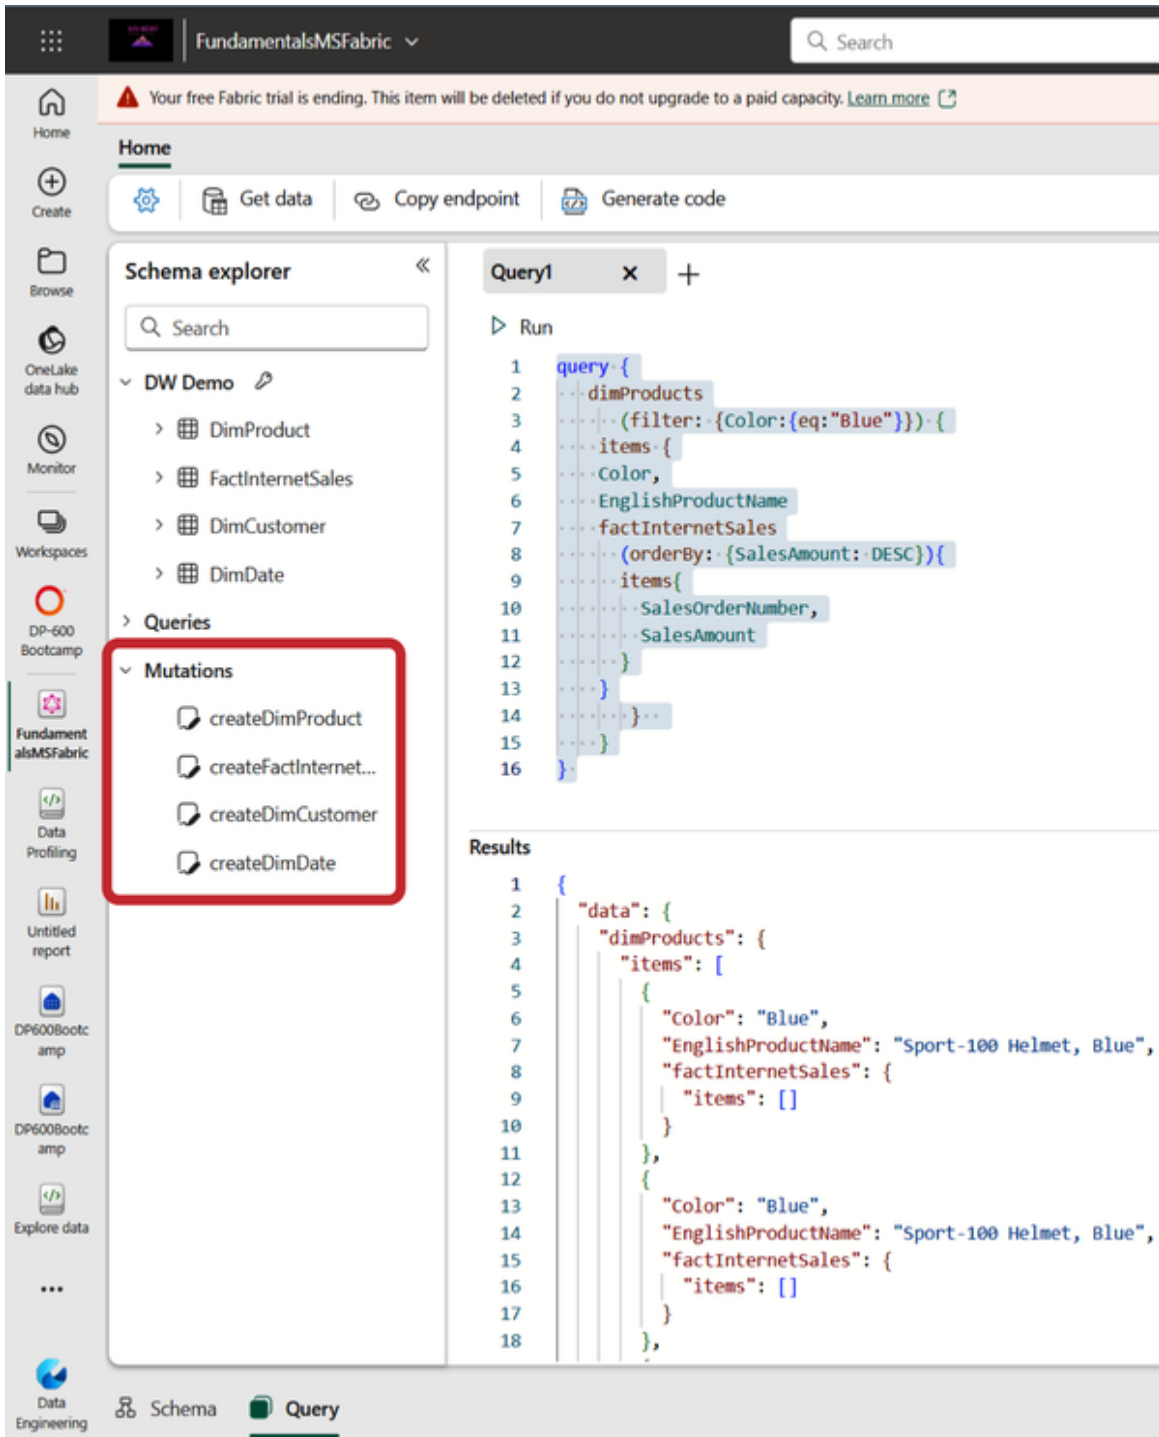 FundamentalsMSFabric
Search
Your free Fabric trial is ending. This item will be deleted if you do not upgrade to a paid capacity. Learn more
Home
Create
Browse
OneLake
data hub
Monitor
Workspaces
DP-600
Bootcamp
Fundament
alsMSFabric
Data
Profiling
Untitled
report
DP600Bootc
amp
DP600Bootc
amp
Explore data
Data
Engineering
Home
Get data
Copy endpoint
Generate code
Schema explorer
Search
DW Demo
DimProduct
FactInternetSales
DimCustomer
DimDate
Queries
Mutations
createDimProduct
createFactInternet...
createDimCustomer
createDimDate
Query1
Run
1 query {
2 dimProducts
3 (filter: {Color:{eq:"Blue"}}) {
4 items {
5 Color,
6 EnglishProductName
7 factInternetSales
8 (orderBy: {SalesAmount: DESC}){
9 items{
10 SalesOrderNumber,
11 SalesAmount
12 }
13 }
14 }
15 }
16 }
Results
1 {
2 "data": {
3 "dimProducts": {
4 "items": [
5 {
6 "Color": "Blue",
7 "EnglishProductName": "Sport-100 Helmet, Blue",
8 "factInternetSales": {
9 "items": []
10 }
11 },
12 {
13 "Color": "Blue",
14 "EnglishProductName": "Sport-100 Helmet, Blue",
15 "factInternetSales": {
16 "items": []
17 }
18 },
Schema
Query